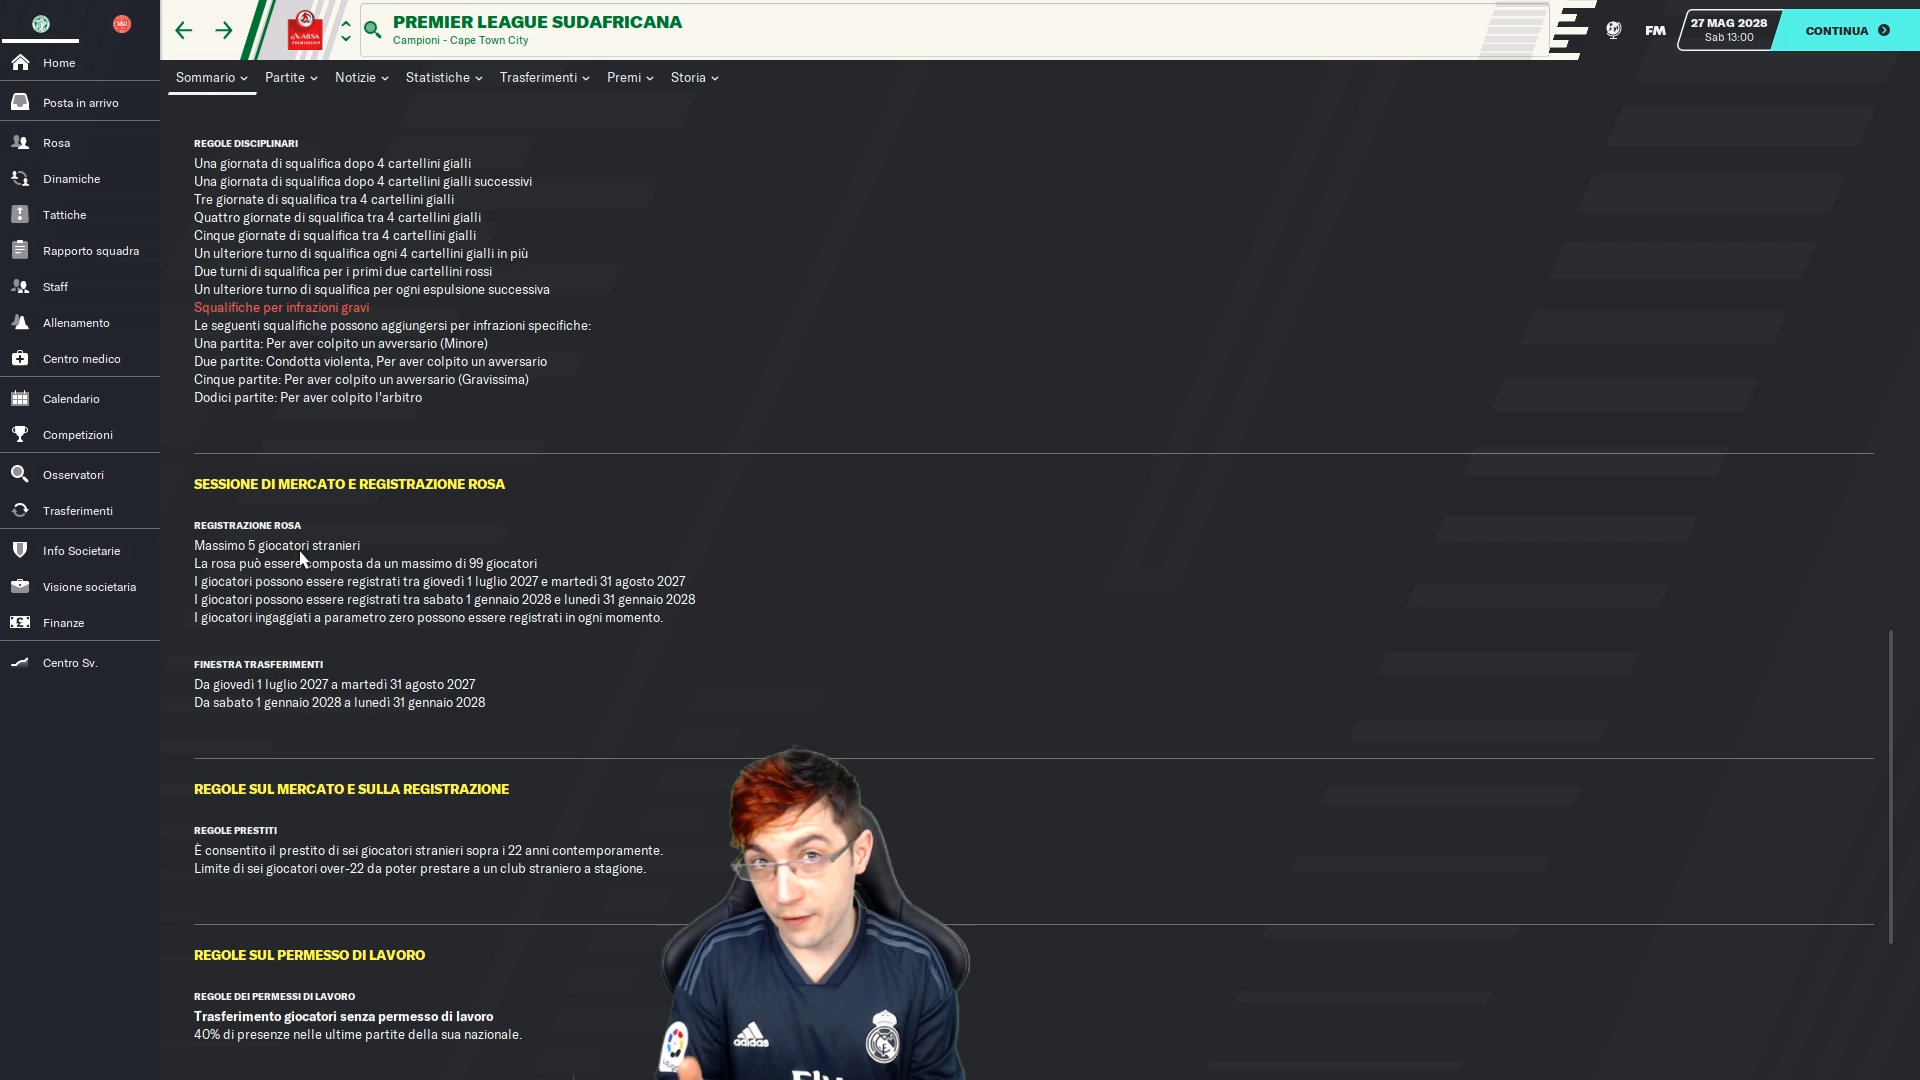 PREMIER LEAGUE SUDAFRICANA
Campioni - Cape Town City
FM
27 MAG 2028
Sab 13:00
CONTINUA
ABSA
PREMIERSHIP
Sommario
Partite
Notizie
Statistiche
Trasferimenti
Premi
Storia
Home
Posta in arrivo
Rosa
Dinamiche
Tattiche
Rapporto squadra
Staff
Allenamento
Centro medico
Calendario
Competizioni
Osservatori
Trasferimenti
Info Societarie
Visione societaria
Finanze
Centro Sv.
REGOLE DISCIPLINARI
Una giornata di squalifica dopo 4 cartellini gialli
Una giornata di squalifica dopo 4 cartellini gialli successivi
Tre giornate di squalifica tra 4 cartellini gialli
Quattro giornate di squalifica tra 4 cartellini gialli
Cinque giornate di squalifica tra 4 cartellini gialli
Un ulteriore turno di squalifica ogni 4 cartellini gialli in più
Due turni di squalifica per i primi due cartellini rossi
Un ulteriore turno di squalifica per ogni espulsione successiva
Squalifiche per infrazioni gravi
Le seguenti squalifiche possono aggiungersi per infrazioni specifiche:
Una partita: Per aver colpito un avversario (Minore)
Due partite: Condotta violenta, Per aver colpito un avversario
Cinque partite: Per aver colpito un avversario (Gravissima)
Dodici partite: Per aver colpito l'arbitro
SESSIONE DI MERCATO E REGISTRAZIONE ROSA
REGISTRAZIONE ROSA
Massimo 5 giocatori stranieri
La rosa può essere composta da un massimo di 99 giocatori
I giocatori possono essere registrati tra giovedì 1 luglio 2027 e martedì 31 agosto 2027
I giocatori possono essere registrati tra sabato 1 gennaio 2028 e lunedì 31 gennaio 2028
I giocatori ingaggiati a parametro zero possono essere registrati in ogni momento.
FINESTRA TRASFERIMENTI
Da giovedì 1 luglio 2027 a martedì 31 agosto 2027
Da sabato 1 gennaio 2028 a lunedì 31 gennaio 2028
REGOLE SUL MERCATO E SULLA REGISTRAZIONE
REGOLE PRESTITI
È consentito il prestito di sei giocatori stranieri sopra i 22 anni contemporamente.
Limite di sei giocatori over-22 da poter prestare a un club straniero a stagione.
REGOLE SUL PERMESSO DI LAVORO
REGOLE DEI PERMESSI DI LAVORO
Trasferimento giocatori senza permesso di lavoro
40% di presenze nelle ultime partite della sua nazionale.
adidas